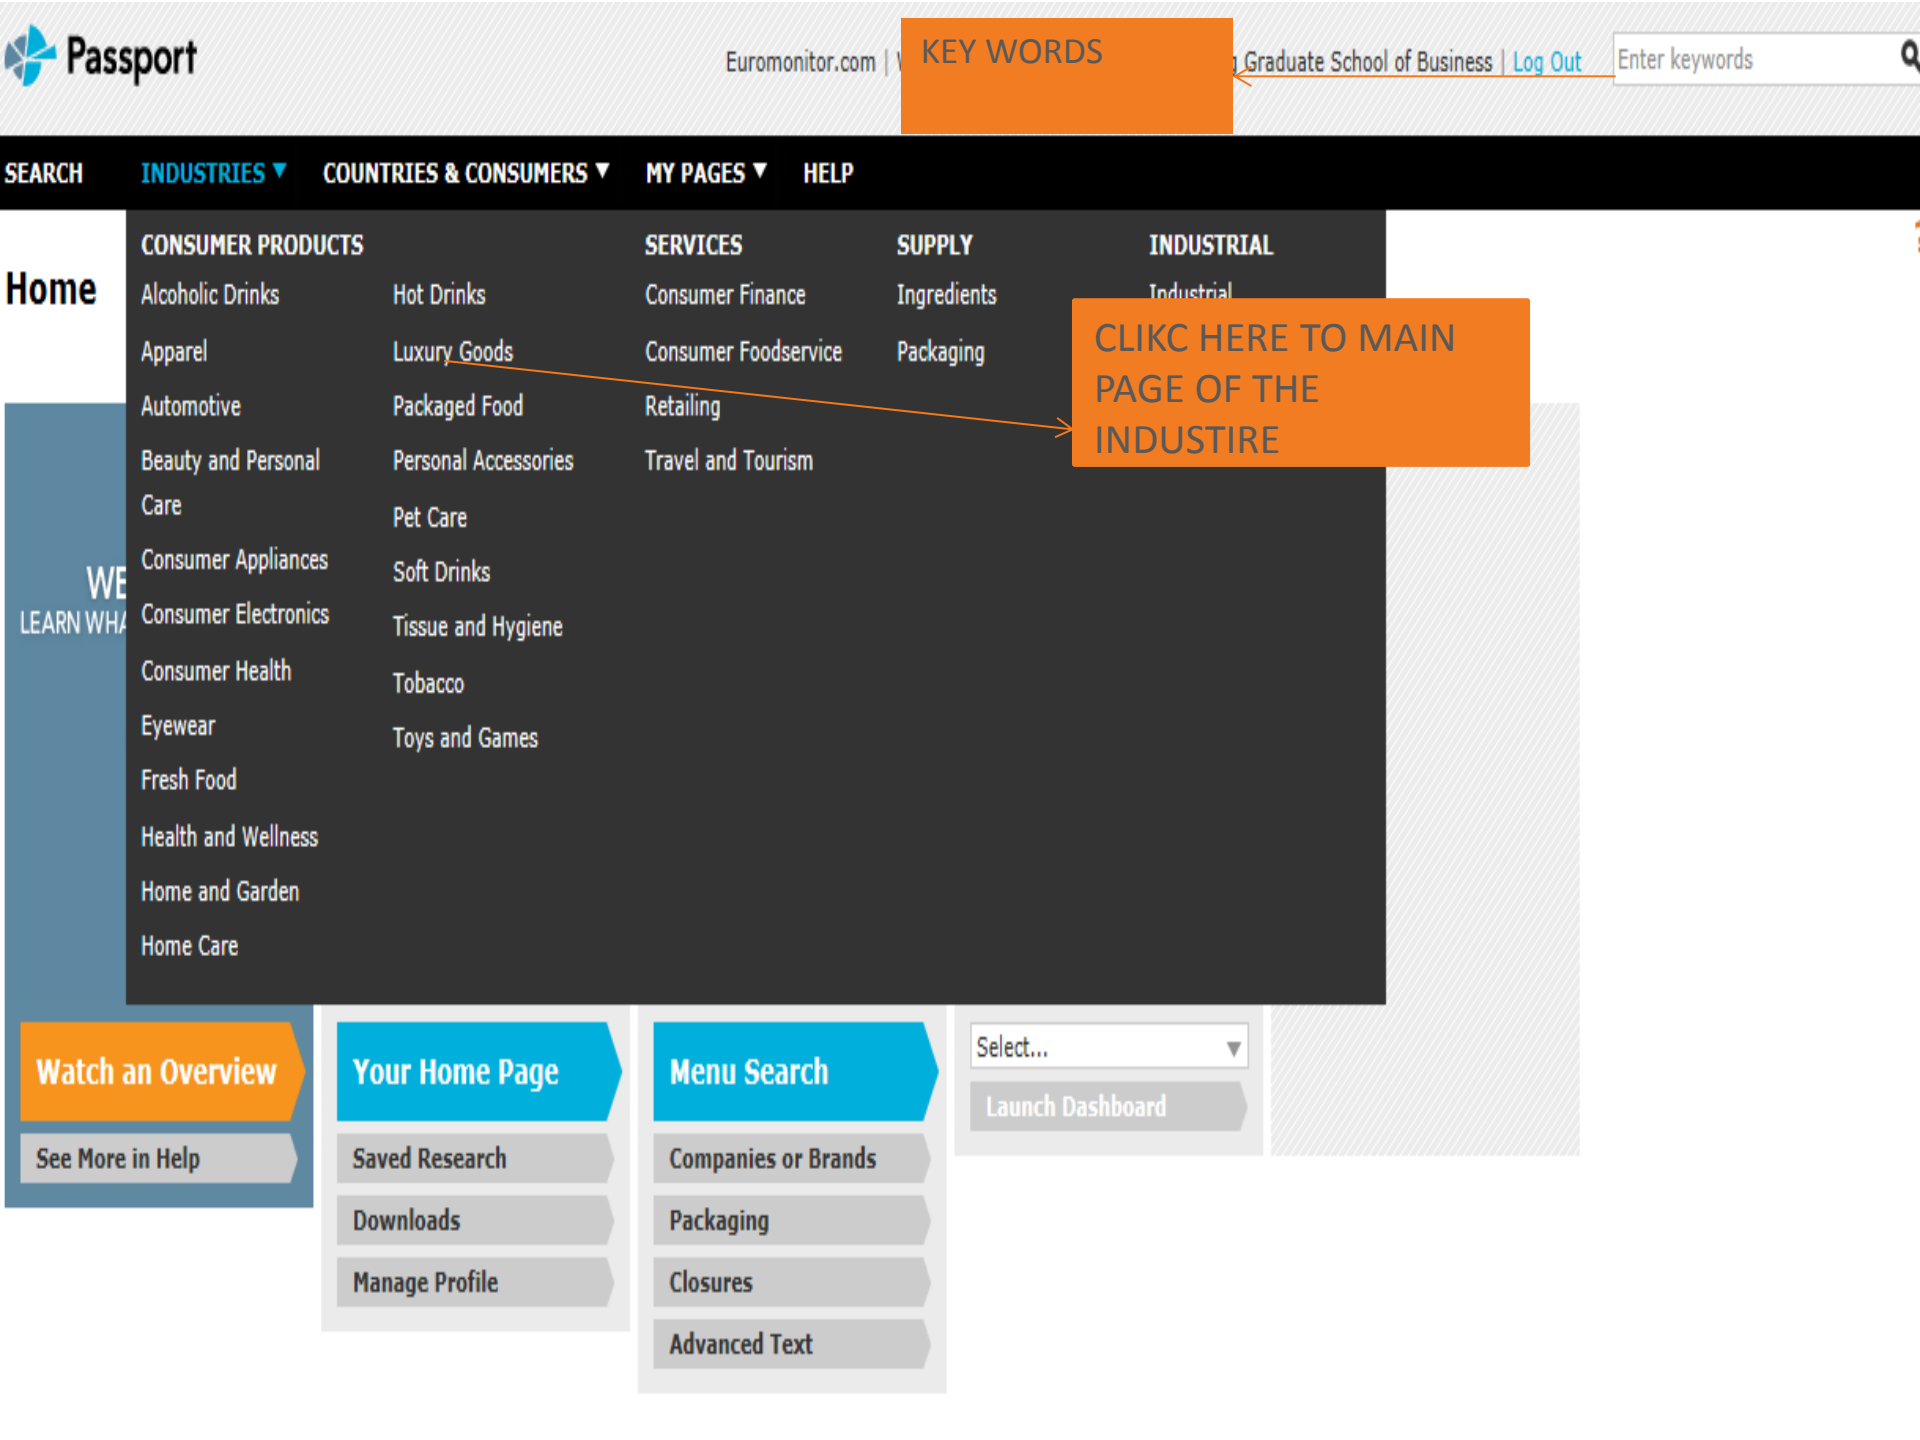 Passport
Euromonitor.com |
KEY WORDS
Graduate School of Business | Log Out
Enter keywords
SEARCH
INDUSTRIES ▼
COUNTRIES & CONSUMERS ▼
MY PAGES ▼
HELP
Home
CONSUMER PRODUCTS
Alcoholic Drinks
Apparel
Automotive
Beauty and Personal
Care
Consumer Appliances
Consumer Electronics
Consumer Health
Eyewear
Fresh Food
Health and Wellness
Home and Garden
Home Care
Hot Drinks
Luxury Goods
Packaged Food
Personal Accessories
Pet Care
Soft Drinks
Tissue and Hygiene
Tobacco
Toys and Games
SERVICES
Consumer Finance
Consumer Foodservice
Retailing
Travel and Tourism
SUPPLY
Ingredients
Packaging
INDUSTRIAL
Industrial
CLIKC HERE TO MAIN
PAGE OF THE
INDUSTIRE
WE
LEARN WHA
Watch an Overview
See More in Help
Your Home Page
Saved Research
Downloads
Manage Profile
Menu Search
Companies or Brands
Packaging
Closures
Advanced Text
Select...
Launch Dashboard